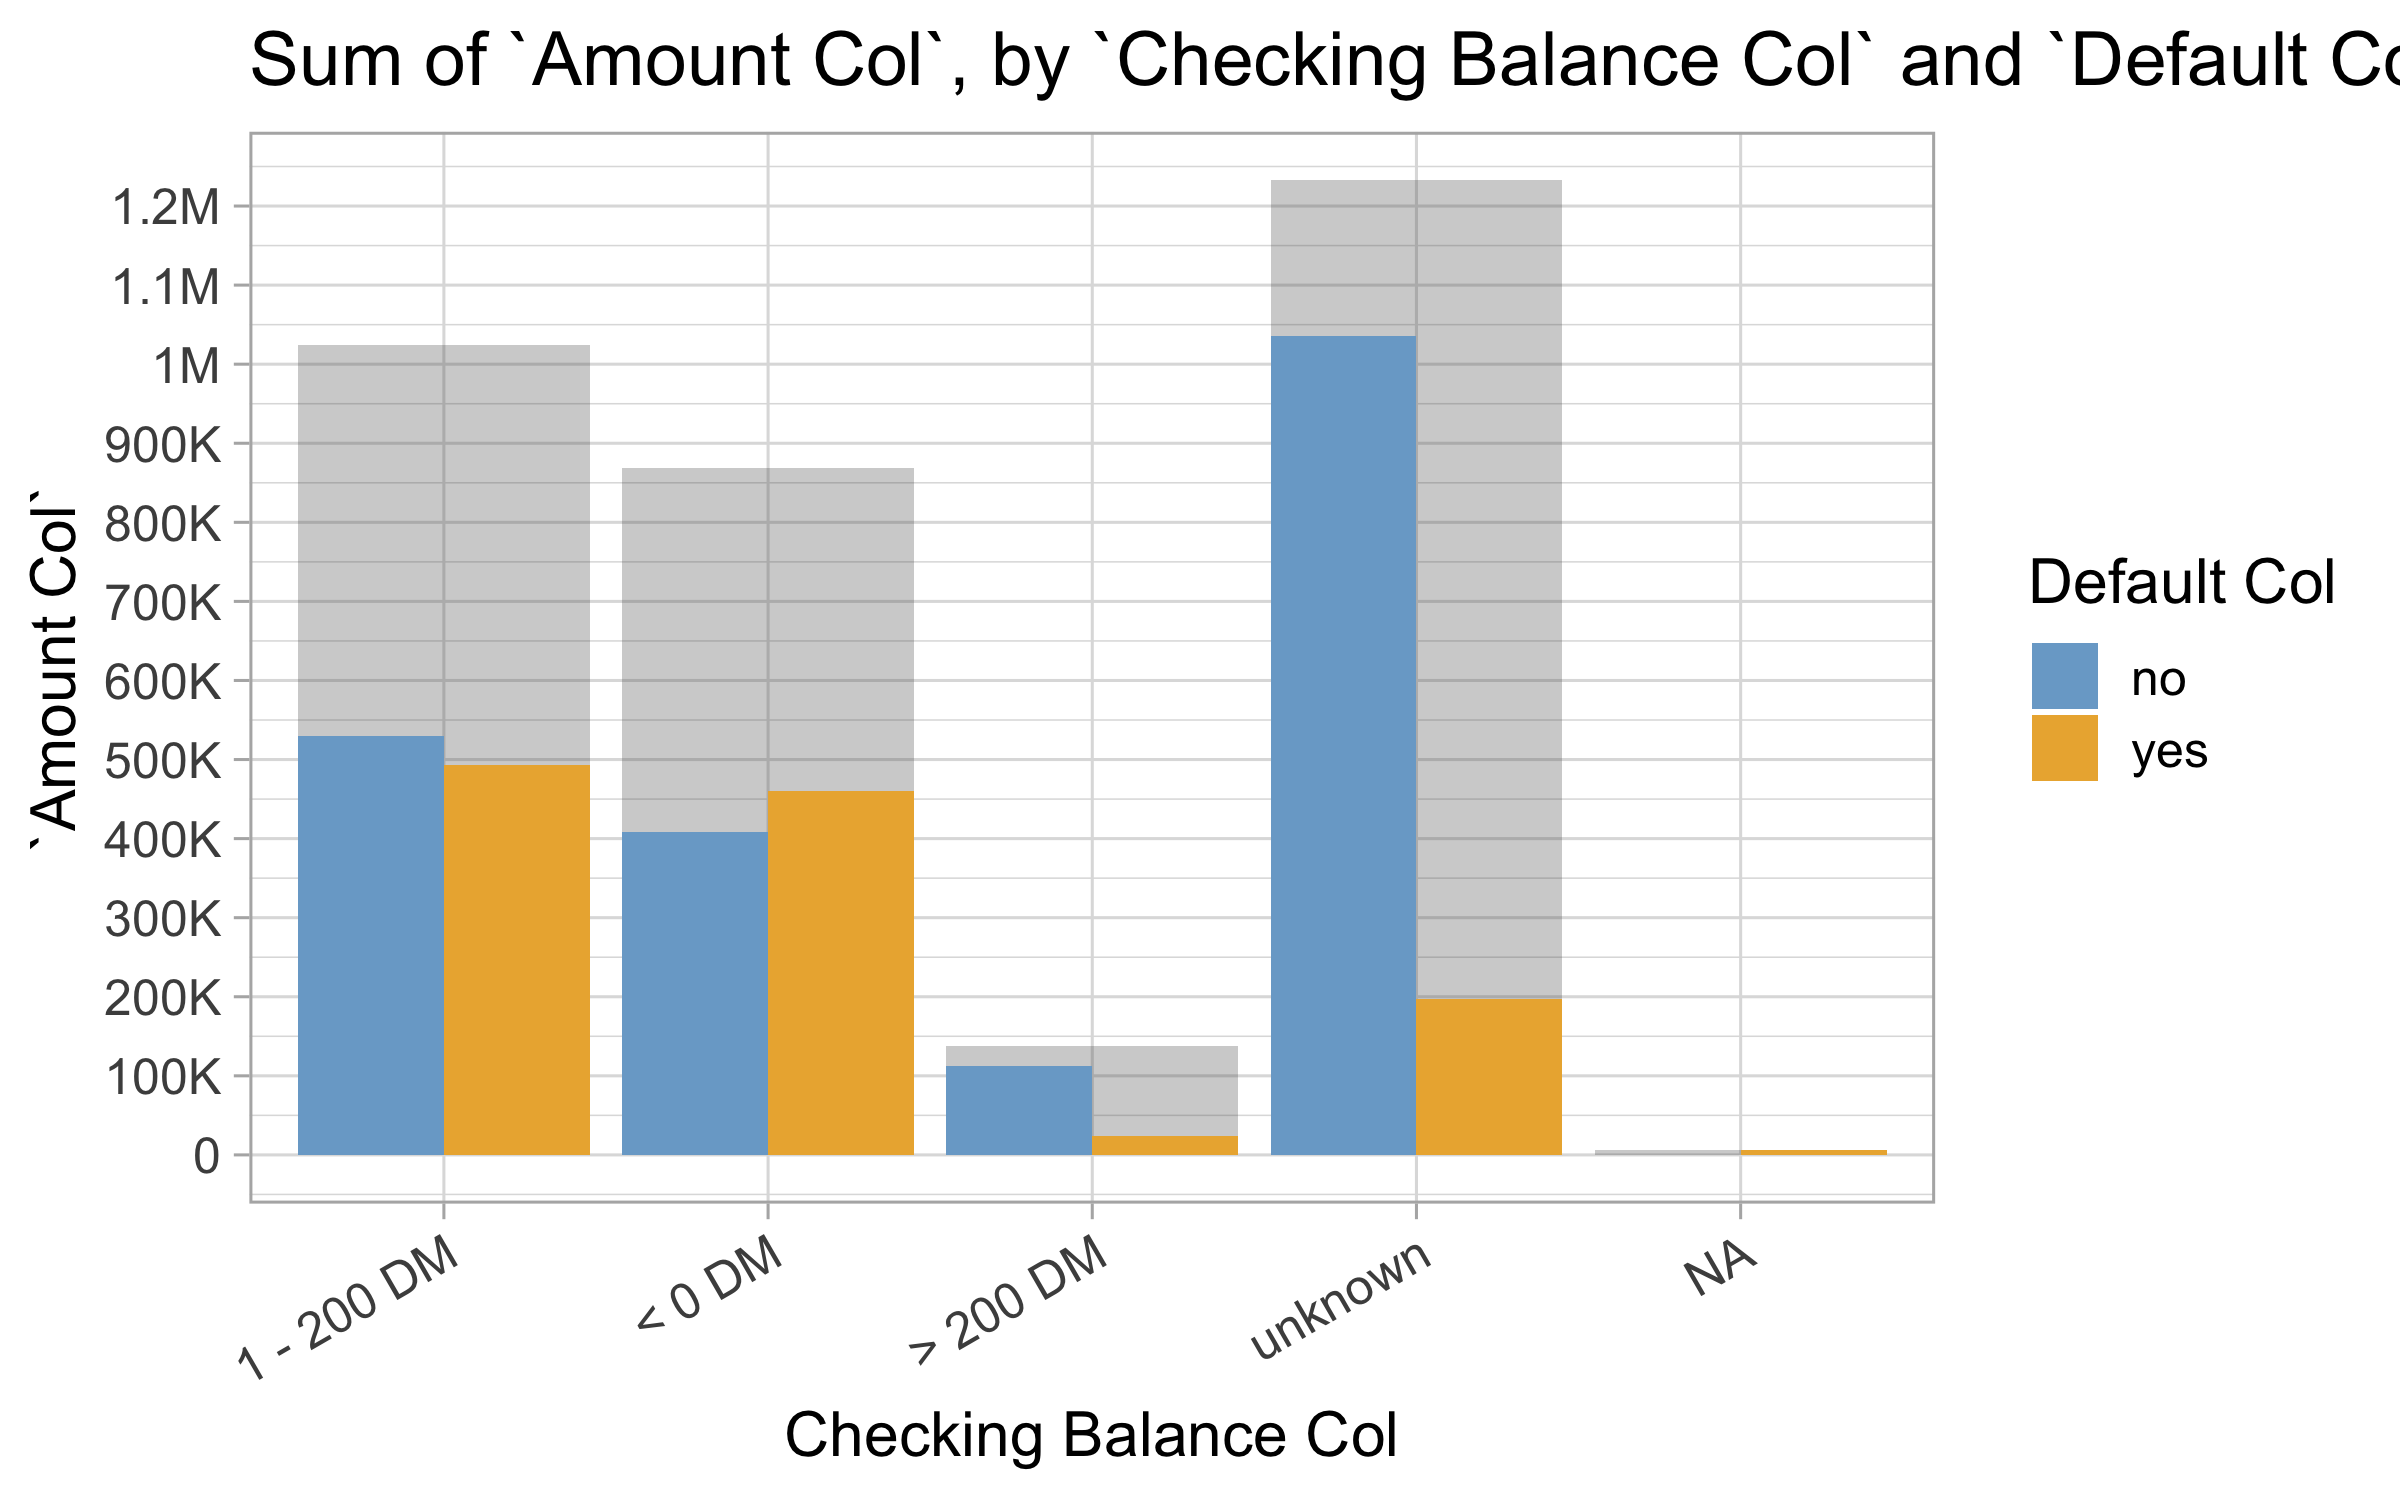 Sum of `Amount Col`, by `Checking Balance Col` and `Default Co
1.2M
1.1M
1M
900K
800K
700K
600K
500K
400K
300K
200K
100K
0
`Amount Col`
1 - 200 DM
< 0 DM
> 200 DM
unknown
NA
Checking Balance Col
Default Col
no
yes